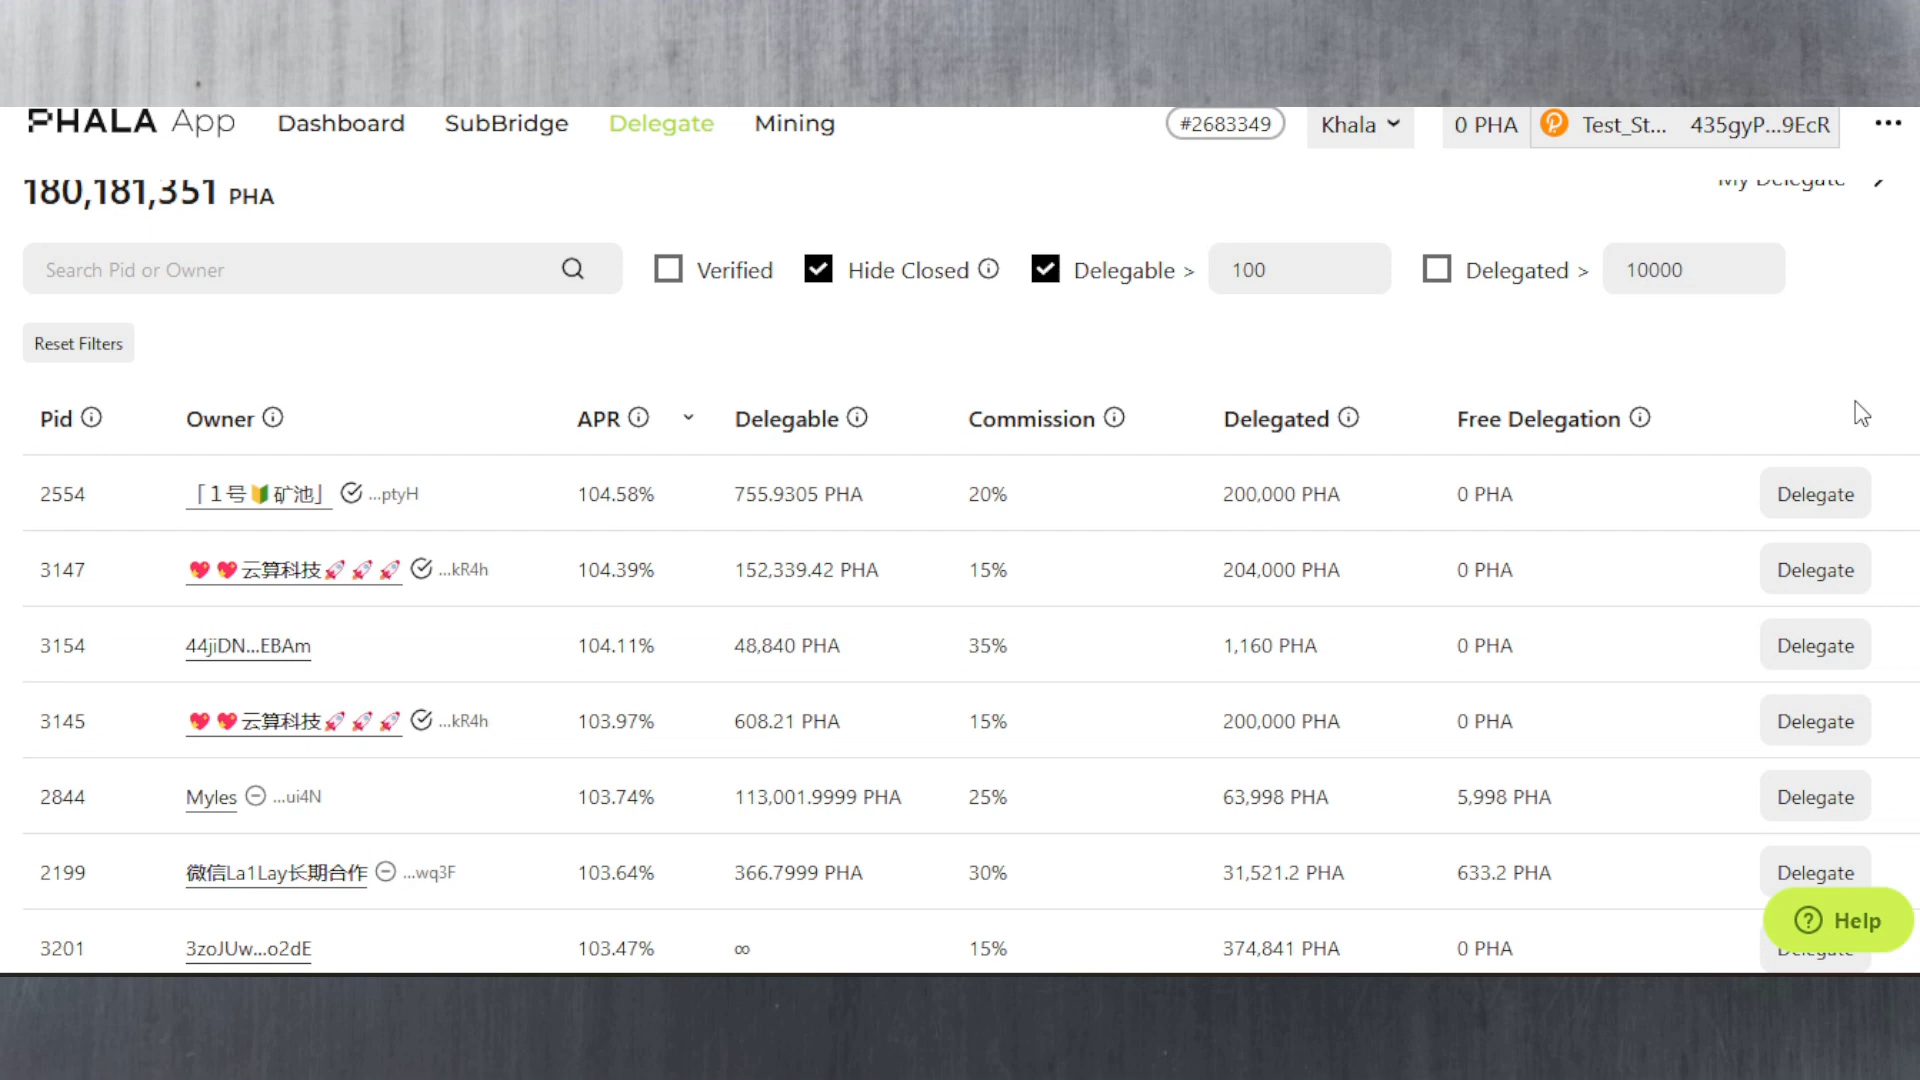 PHALA App Dashboard SubBridge Delegate Mining #2683349 Khala 0 PHA Test_St... 435gyP...9EcR
180,181,351 PHA My Delegate
Search Pid or Owner Verified Hide Closed Delegable > 100 Delegated > 10000
Reset Filters
Pid Owner APR Delegable Commission Delegated Free Delegation
2554 「1号🔰矿池」 ...ptyH 104.58% 755.9305 PHA 20% 200,000 PHA 0 PHA Delegate
3147 💖💖云算科技🚀🚀🚀 ...kR4h 104.39% 152,339.42 PHA 15% 204,000 PHA 0 PHA Delegate
3154 44jiDN...EBAm 104.11% 48,840 PHA 35% 1,160 PHA 0 PHA Delegate
3145 💖💖云算科技🚀🚀🚀 ...kR4h 103.97% 608.21 PHA 15% 200,000 PHA 0 PHA Delegate
2844 Myles ...ui4N 103.74% 113,001.9999 PHA 25% 63,998 PHA 5,998 PHA Delegate
2199 微信La1Lay长期合作 ...wq3F 103.64% 366.7999 PHA 30% 31,521.2 PHA 633.2 PHA Delegate
Help
3201 3zoJUw...o2dE 103.47% ∞ 15% 374,841 PHA 0 PHA Delegate